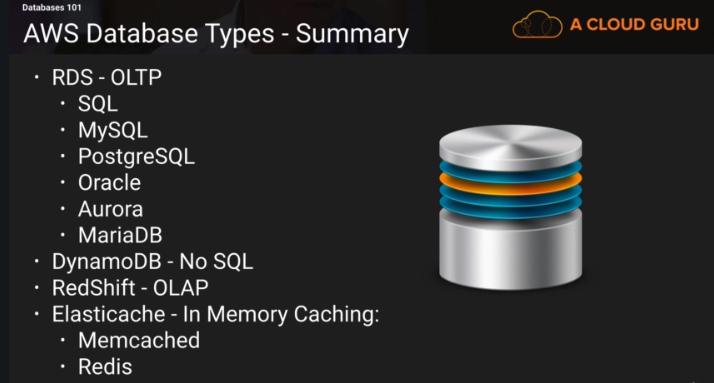 Databases 101
AWS Database Types - Summary
A CLOUD GURU
• RDS - OLTP
• SQL
• MySQL
• PostgreSQL
• Oracle
• Aurora
• MariaDB
• DynamoDB - No SQL
• RedShift - OLAP
• Elasticache - In Memory Caching:
• Memcached
• Redis